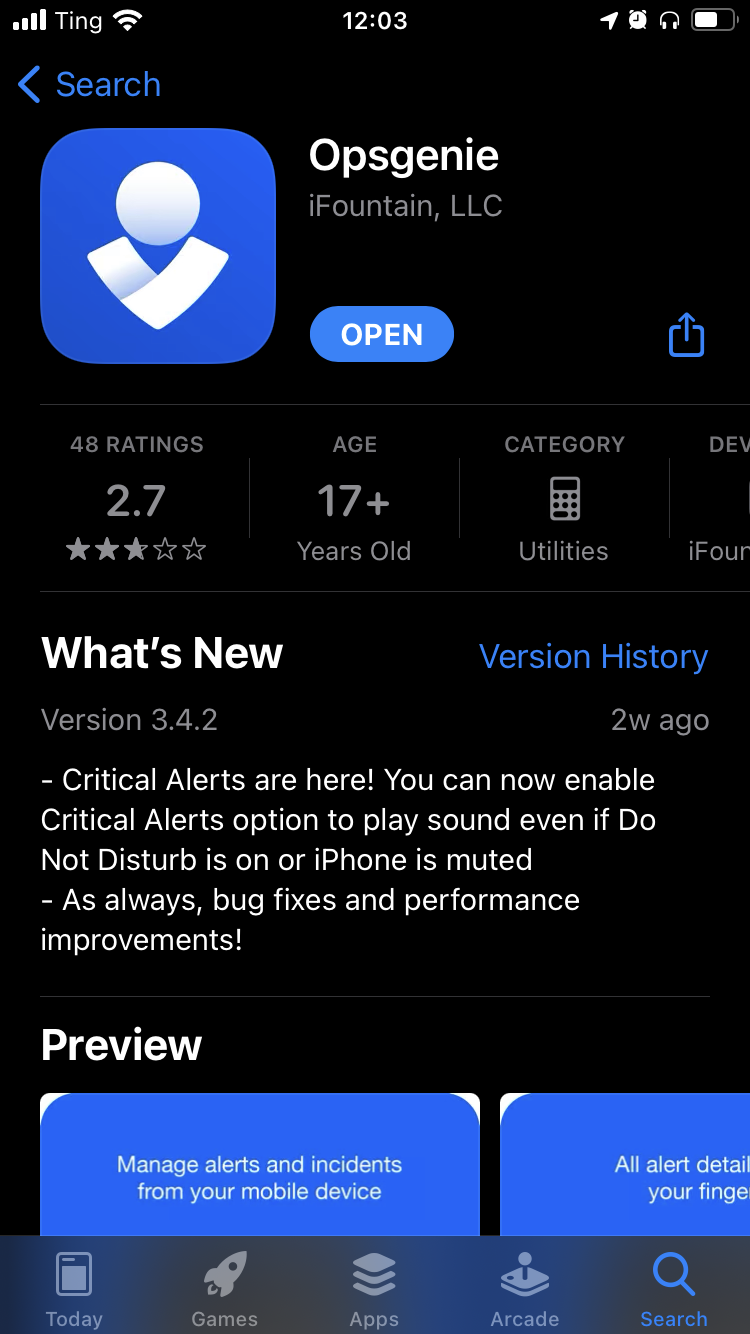 Ting 12:03
Search
Opsgenie
iFountain, LLC
OPEN
48 RATINGS AGE CATEGORY DEV
2.7 17+
Years Old Utilities iFoun
What's New Version History
Version 3.4.2 2w ago
- Critical Alerts are here! You can now enable
Critical Alerts option to play sound even if Do
Not Disturb is on or iPhone is muted
- As always, bug fixes and performance
improvements!
Preview
Manage alerts and incidents
from your mobile device
All alert detail
your finge
Today Games Apps Arcade Search